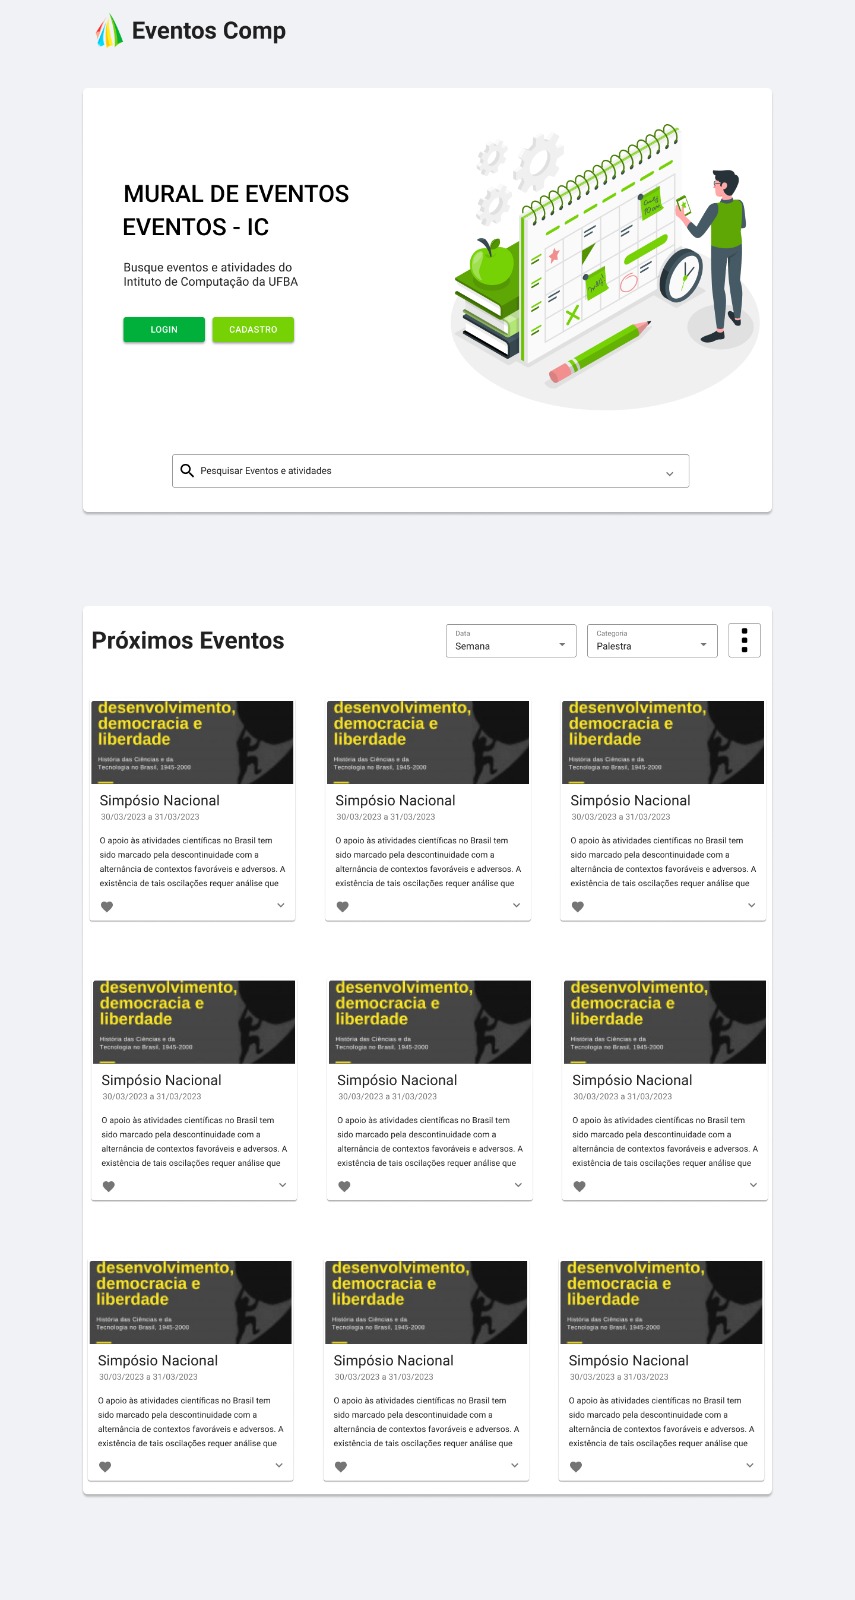 Eventos Comp
MURAL DE EVENTOS
EVENTOS - IC
Busque eventos e atividades do
Intituto de Computação da UFBA
LOGIN
CADASTRO
Pesquisar Eventos e atividades
Próximos Eventos
Data
Semana
Categoria
Palestra
desenvolvimento,
democracia e
liberdade
História das Ciências e da
Tecnologia no Brasil, 1945-2000
Simpósio Nacional
30/03/2023 a 31/03/2023
O apoio às atividades científicas no Brasil tem
sido marcado pela descontinuidade com a
alternância de contextos favoráveis e adversos. A
existência de tais oscilações requer análise que
desenvolvimento,
democracia e
liberdade
História das Ciências e da
Tecnologia no Brasil, 1945-2000
Simpósio Nacional
30/03/2023 a 31/03/2023
O apoio às atividades científicas no Brasil tem
sido marcado pela descontinuidade com a
alternância de contextos favoráveis e adversos. A
existência de tais oscilações requer análise que
desenvolvimento,
democracia e
liberdade
História das Ciências e da
Tecnologia no Brasil, 1945-2000
Simpósio Nacional
30/03/2023 a 31/03/2023
O apoio às atividades científicas no Brasil tem
sido marcado pela descontinuidade com a
alternância de contextos favoráveis e adversos. A
existência de tais oscilações requer análise que
desenvolvimento,
democracia e
liberdade
História das Ciências e da
Tecnologia no Brasil, 1945-2000
Simpósio Nacional
30/03/2023 a 31/03/2023
O apoio às atividades científicas no Brasil tem
sido marcado pela descontinuidade com a
alternância de contextos favoráveis e adversos. A
existência de tais oscilações requer análise que
desenvolvimento,
democracia e
liberdade
História das Ciências e da
Tecnologia no Brasil, 1945-2000
Simpósio Nacional
30/03/2023 a 31/03/2023
O apoio às atividades científicas no Brasil tem
sido marcado pela descontinuidade com a
alternância de contextos favoráveis e adversos. A
existência de tais oscilações requer análise que
desenvolvimento,
democracia e
liberdade
História das Ciências e da
Tecnologia no Brasil, 1945-2000
Simpósio Nacional
30/03/2023 a 31/03/2023
O apoio às atividades científicas no Brasil tem
sido marcado pela descontinuidade com a
alternância de contextos favoráveis e adversos. A
existência de tais oscilações requer análise que
desenvolvimento,
democracia e
liberdade
História das Ciências e da
Tecnologia no Brasil, 1945-2000
Simpósio Nacional
30/03/2023 a 31/03/2023
O apoio às atividades científicas no Brasil tem
sido marcado pela descontinuidade com a
alternância de contextos favoráveis e adversos. A
existência de tais oscilações requer análise que
desenvolvimento,
democracia e
liberdade
História das Ciências e da
Tecnologia no Brasil, 1945-2000
Simpósio Nacional
30/03/2023 a 31/03/2023
O apoio às atividades científicas no Brasil tem
sido marcado pela descontinuidade com a
alternância de contextos favoráveis e adversos. A
existência de tais oscilações requer análise que
desenvolvimento,
democracia e
liberdade
História das Ciências e da
Tecnologia no Brasil, 1945-2000
Simpósio Nacional
30/03/2023 a 31/03/2023
O apoio às atividades científicas no Brasil tem
sido marcado pela descontinuidade com a
alternância de contextos favoráveis e adversos. A
existência de tais oscilações requer análise que